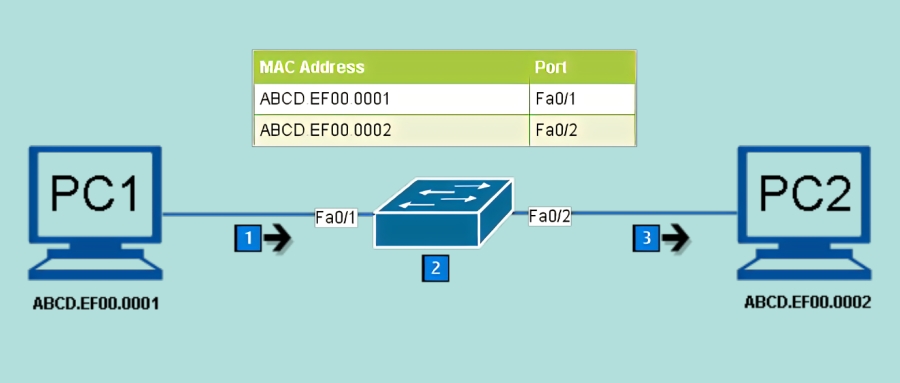 MAC Address Port
ABCD.EF00.0001 Fa0/1
ABCD.EF00.0002 Fa0/2
PC1
PC2
Fa0/1
Fa0/2
1
2
3
ABCD.EF00.0001
ABCD.EF00.0002